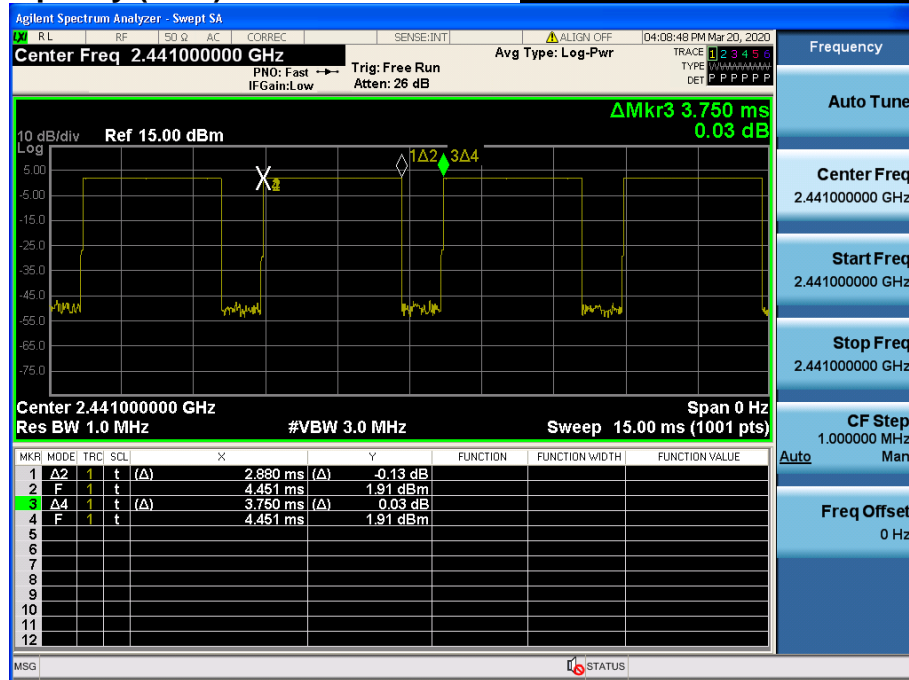 Agilent Spectrum Analyzer - Swept SA
RL RF 50 Ω AC CORREC SENSE:INT ALIGN OFF 04:08:48 PM Mar 20, 2020
Center Freq 2.441000000 GHz
PNO: Fast
IFGain:Low
Trig: Free Run
Atten: 26 dB
Avg Type: Log-Pwr
TRACE 1 2 3 4 5 6
TYPE
DET P P P P P P
ΔMkr3 3.750 ms
0.03 dB
10 dB/div Ref 15.00 dBm
Log
1Δ2 3Δ4
5.00
-5.00
-15.0
-25.0
-35.0
-45.0
-55.0
-65.0
-75.0
Center 2.441000000 GHz Span 0 Hz
Res BW 1.0 MHz #VBW 3.0 MHz Sweep 15.00 ms (1001 pts)
MKR MODE TRC SCL X Y FUNCTION FUNCTION WIDTH FUNCTION VALUE
1 Δ2 1 t (Δ) 2.880 ms (Δ) -0.13 dB
2 F 1 t 4.451 ms 1.91 dBm
3 Δ4 1 t (Δ) 3.750 ms (Δ) 0.03 dB
4 F 1 t 4.451 ms 1.91 dBm
5
6
7
8
9
10
11
12
MSG STATUS
Frequency
Auto Tune
Center Freq
2.441000000 GHz
Start Freq
2.441000000 GHz
Stop Freq
2.441000000 GHz
CF Step
1.000000 MHz
Auto Man
Freq Offset
0 Hz